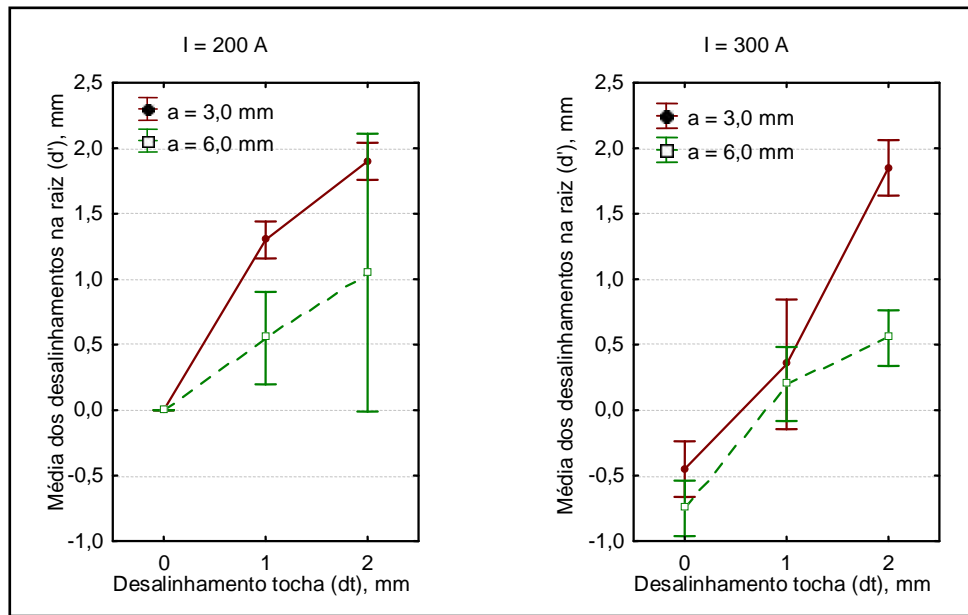 I = 200 A
Média dos desalinhamentos na raiz (d'), mm
2,5
2,0
1,5
1,0
0,5
0,0
-0,5
-1,0
a = 3,0 mm
a = 6,0 mm
0 1 2
Desalinhamento tocha (dt), mm
I = 300 A
Média dos desalinhamentos na raiz (d'), mm
2,5
2,0
1,5
1,0
0,5
0,0
-0,5
-1,0
a = 3,0 mm
a = 6,0 mm
0 1 2
Desalinhamento tocha (dt), mm